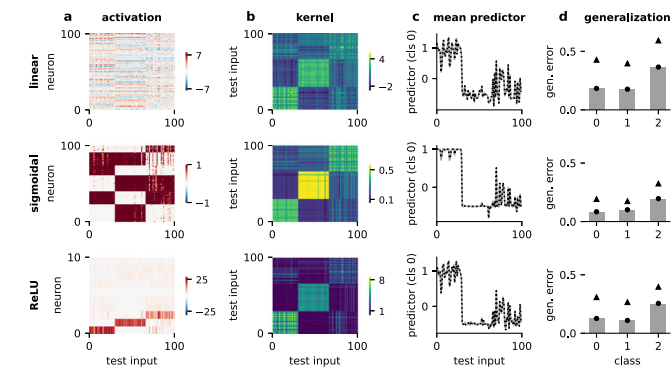 a activation b kernel c mean predictor d generalization
linear
neuron
100
0
0 100
7
−7
test input
100
0
0 100
4
−2
predictor (cls 0)
1
0
gen. error
0.5
0.0
0 1 2
sigmoidal
neuron
100
0
0 100
1
−1
test input
100
0
0 100
0.5
0.1
predictor (cls 0)
1
0
gen. error
0.5
0.0
0 1 2
ReLU
neuron
10
0
0 100
25
−25
test input
100
0
0 100
8
1
predictor (cls 0)
1
0
0 100
gen. error
0.5
0.0
0 1 2
test input test input test input class